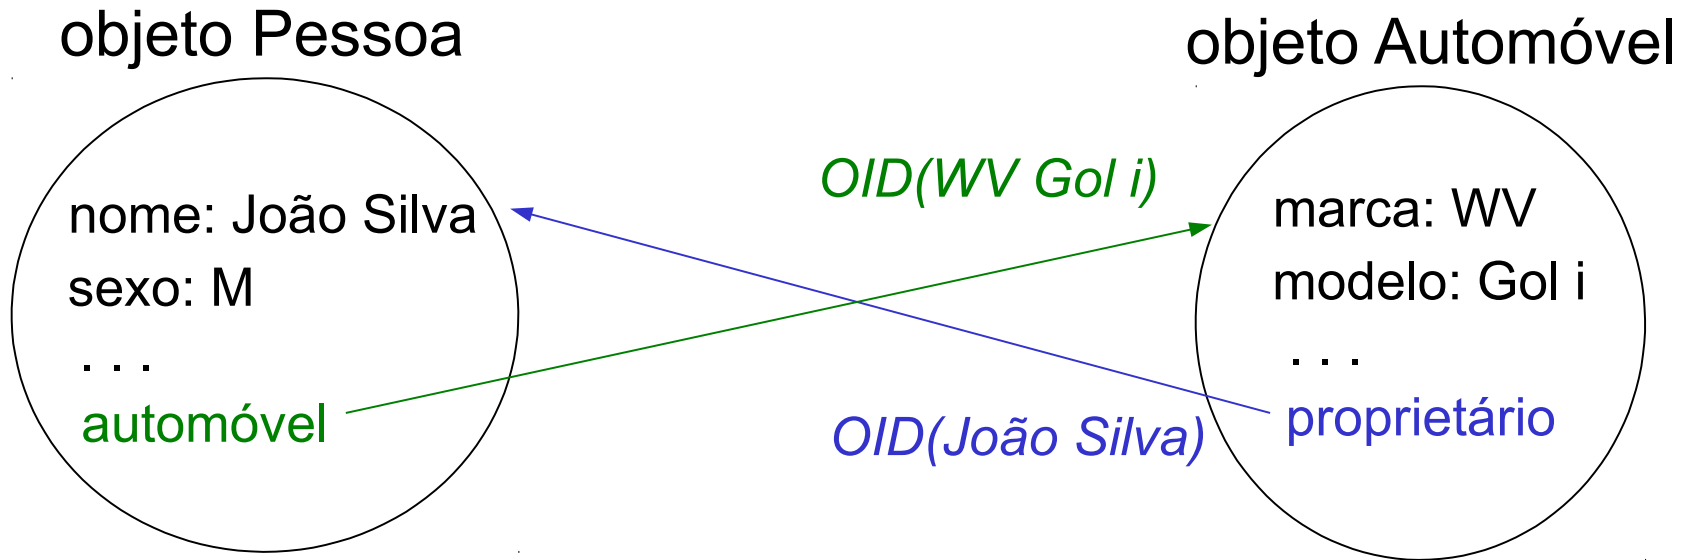 objeto Pessoa
nome: João Silva
sexo: M
. . .
automóvel
OID(WV Gol i)
OID(João Silva)
objeto Automóvel
marca: WV
modelo: Gol i
. . .
proprietário